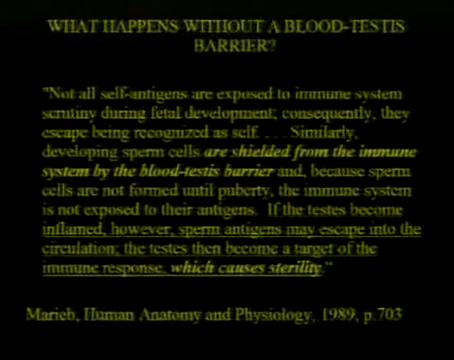 WHAT HAPPENS WITHOUT A BLOOD-TESTIS
BARRIER?
"Not all self-antigens are exposed to immune system
scrutiny during fetal development; consequently, they
escape being recognized as self. . . . Similarly,
developing sperm cells are shielded from the immune
system by the blood-testis barrier and, because sperm
cells are not formed until puberty, the immune system
is not exposed to their antigens. If the testes become
inflamed, however, sperm antigens may escape into the
circulation; the testes then become a target of the
immune response, which causes sterility."
Marieb, Human Anatomy and Physiology, 1989, p.703